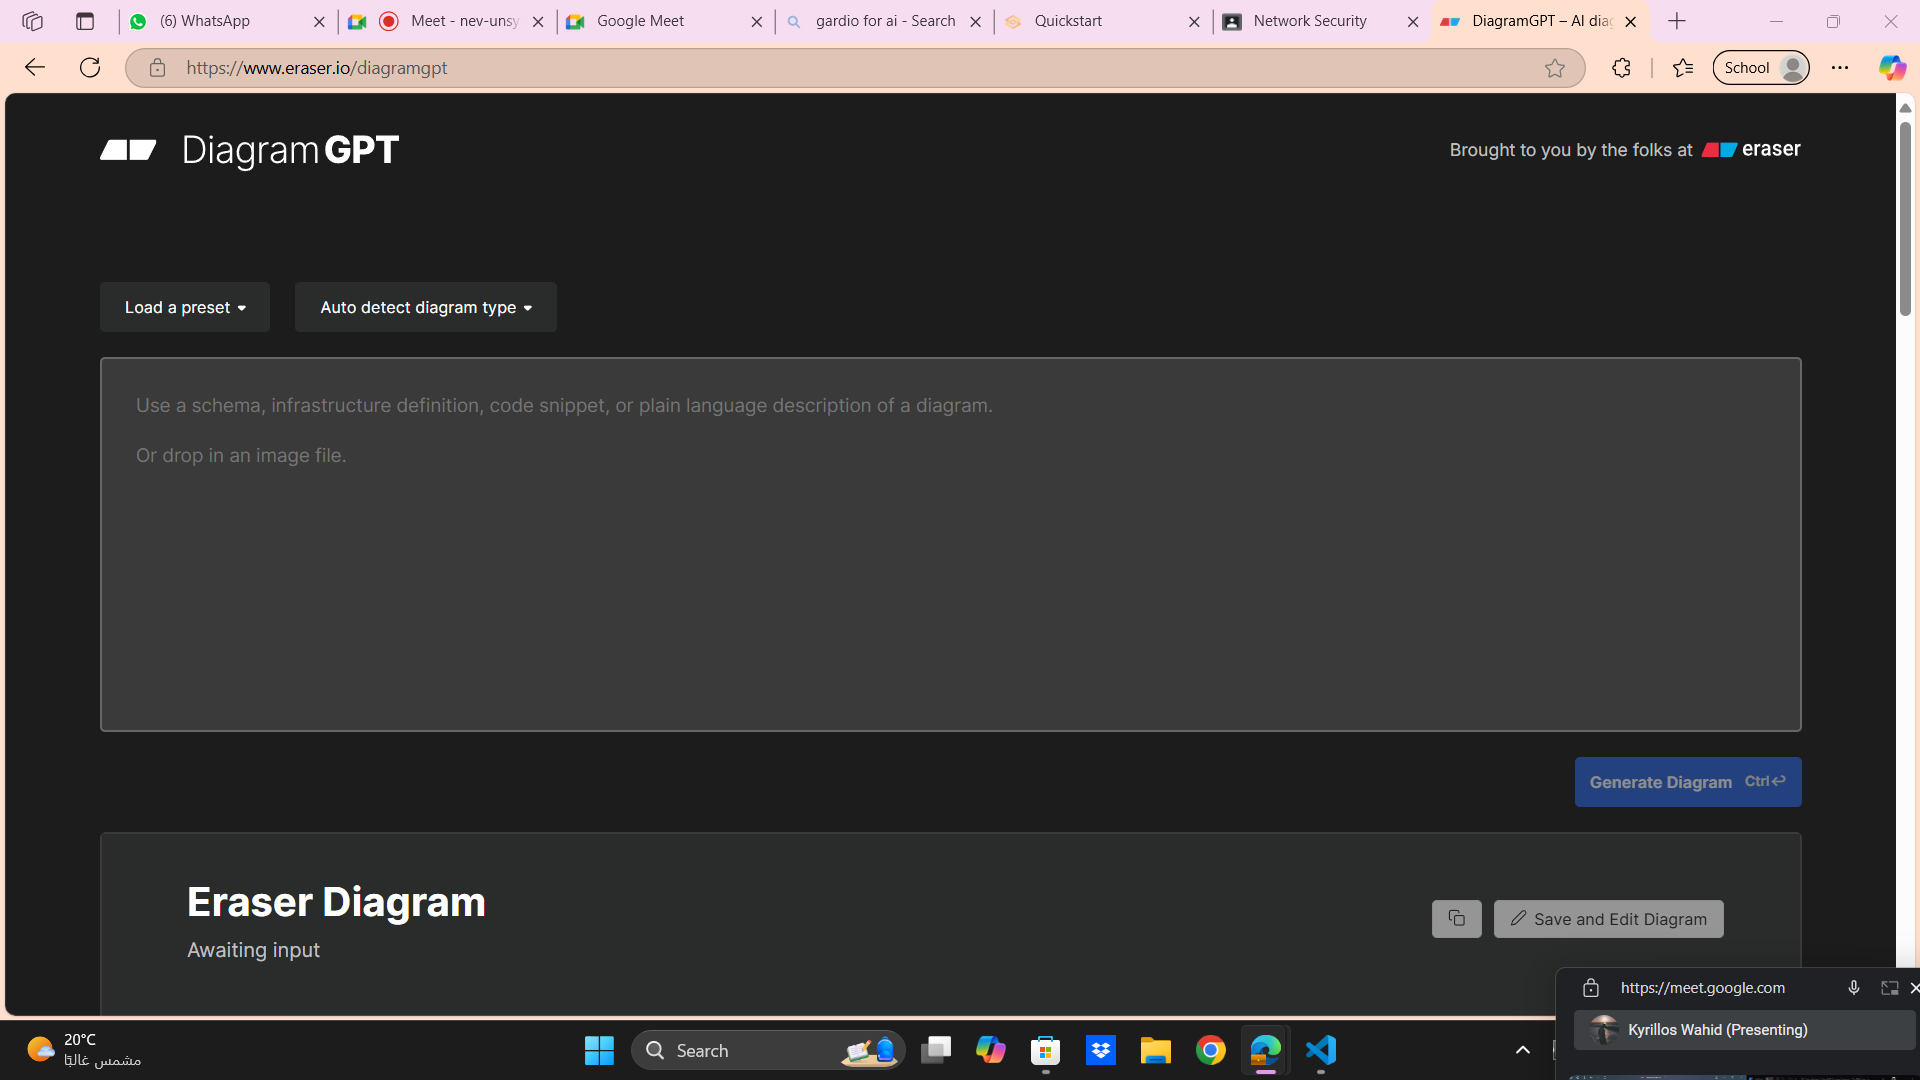 (6) WhatsApp
Meet - nev-unsy
Google Meet
gardio for ai - Search
Quickstart
Network Security
DiagramGPT – AI diag
https://www.eraser.io/diagramgpt
School
DiagramGPT
Brought to you by the folks at eraser
Load a preset
Auto detect diagram type
Use a schema, infrastructure definition, code snippet, or plain language description of a diagram.
Or drop in an image file.
Generate Diagram Ctrl
Eraser Diagram
Save and Edit Diagram
Awaiting input
https://meet.google.com
Kyrillos Wahid (Presenting)
20°C
مشمس غالبًا
Search